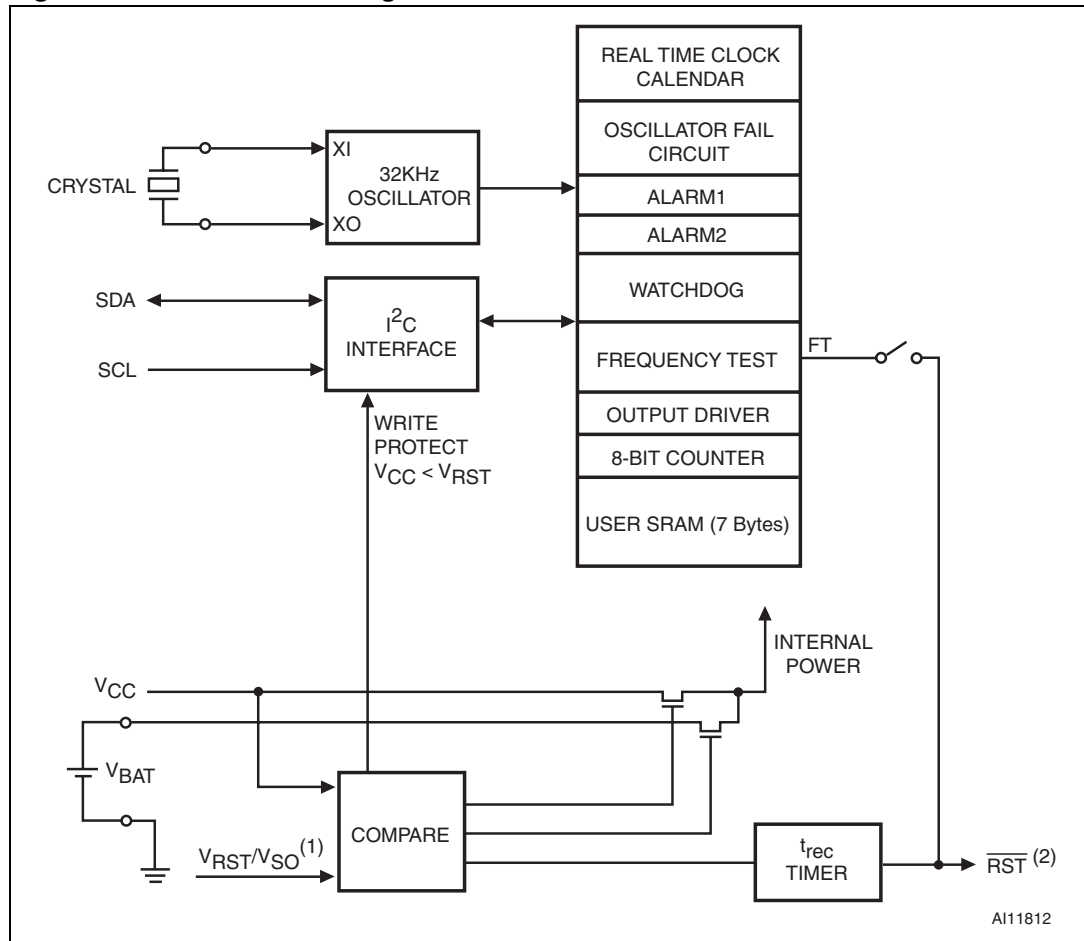 REAL TIME CLOCK
CALENDAR
OSCILLATOR FAIL
CIRCUIT
XI
32KHz
OSCILLATOR
CRYSTAL
XO
ALARM1
ALARM2
SDA
I2C
INTERFACE
SCL
WATCHDOG
FREQUENCY TEST
FT
OUTPUT DRIVER
8-BIT COUNTER
USER SRAM (7 Bytes)
WRITE
PROTECT
VCC < VRST
INTERNAL
POWER
VCC
VBAT
COMPARE
VRST/VSO(1)
trec
TIMER
RST (2)
AI11812